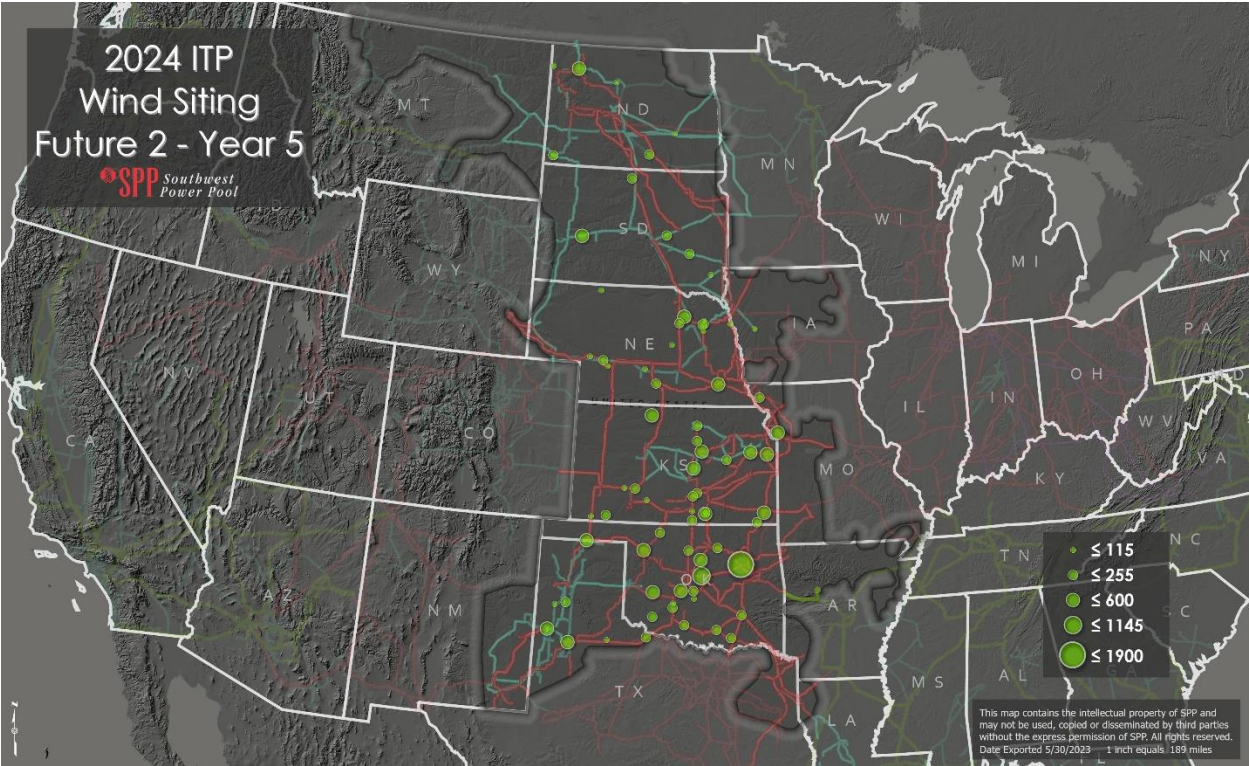 2024 ITP
Wind Siting
Future 2 - Year 5
SPP Southwest
Power Pool
MT
ND
MN
SD
WI
WY
MI
NY
IA
NE
PA
NV
UT
OH
IL
IN
CO
WV
CA
KS
MO
KY
VA
TN
NC
OK
AZ
NM
AR
SC
TX
MS
AL
GA
LA
≤ 115
≤ 255
≤ 600
≤ 1145
≤ 1900
This map contains the intellectual property of SPP and
may not be used, copied or disseminated by third parties
without the express permission of SPP. All rights reserved.
Date Exported 5/30/2023 1 inch equals 189 miles